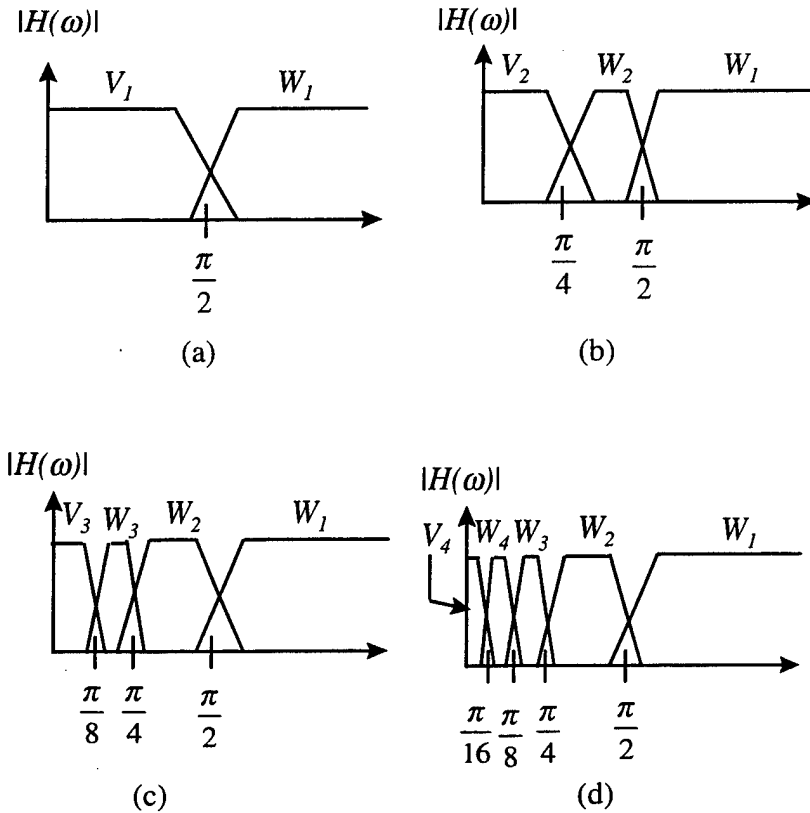 |H(ω)|
V₁ W₁
π/2
(a)
|H(ω)|
V₂ W₂ W₁
π/4 π/2
(b)
|H(ω)|
V₃ W₃ W₂ W₁
π/8 π/4 π/2
(c)
|H(ω)|
V₄ W₄ W₃ W₂ W₁
π/16 π/8 π/4 π/2
(d)